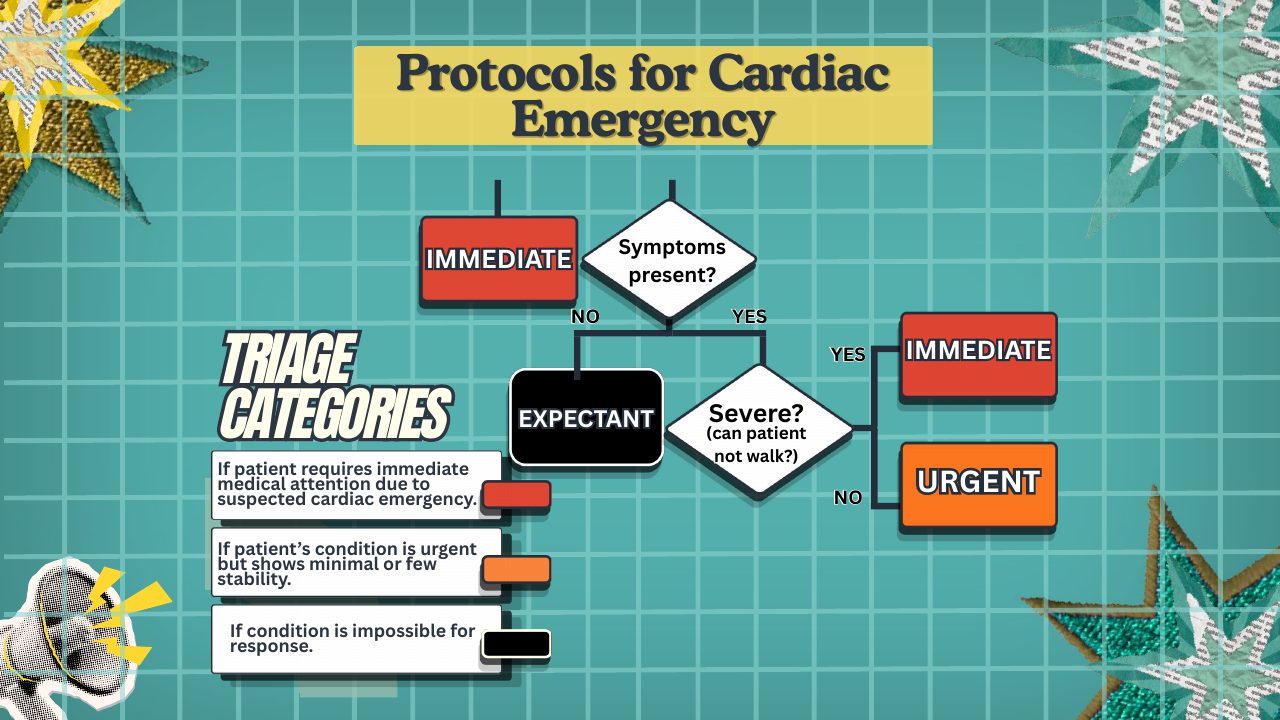 Protocols for Cardiac
Emergency
IMMEDIATE
Symptoms
present?
NO
YES
EXPECTANT
Severe?
(can patient
not walk?)
YES
IMMEDIATE
NO
URGENT
TRIAGE
CATEGORIES
If patient requires immediate
medical attention due to
suspected cardiac emergency.
If patient’s condition is urgent
but shows minimal or few
stability.
If condition is impossible for
response.